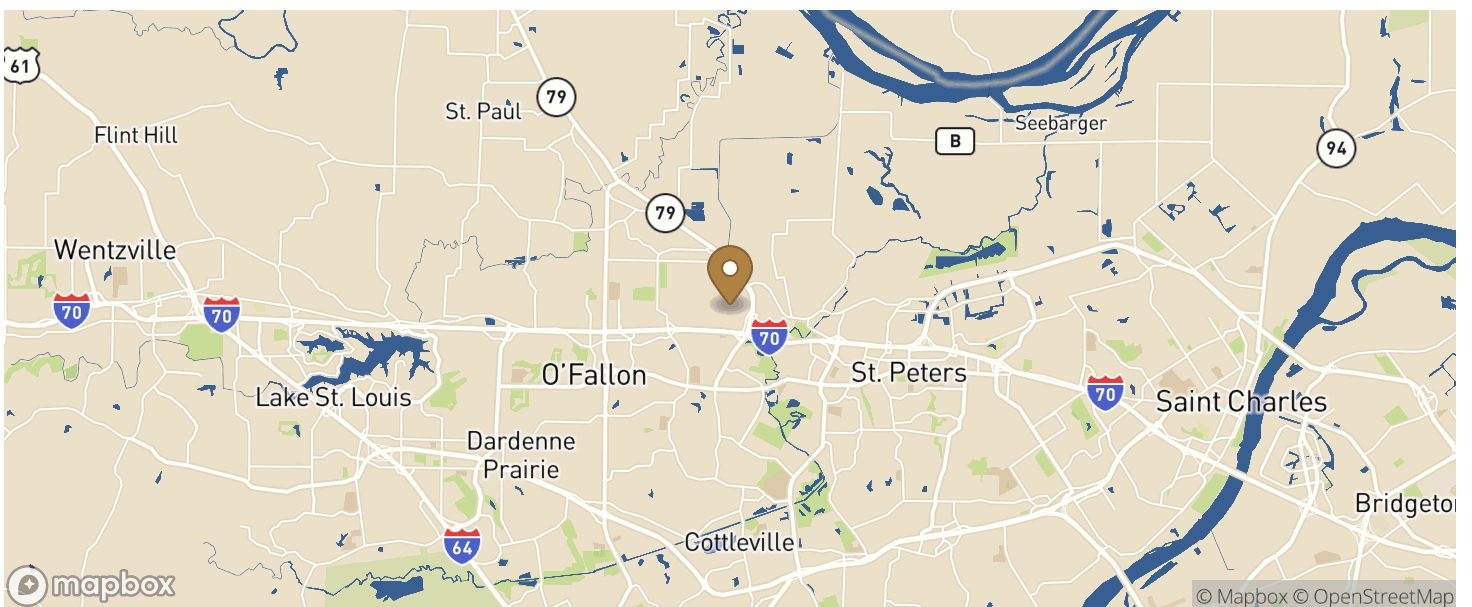 61
79
St. Paul
Seebarger
Flint Hill
B
94
79
Wentzville
70
70
70
O'Fallon
St. Peters
Lake St. Louis
70
Saint Charles
Dardenne
Prairie
Bridgeto
Cottleville
64
mapbox
© Mapbox © OpenStreetMap